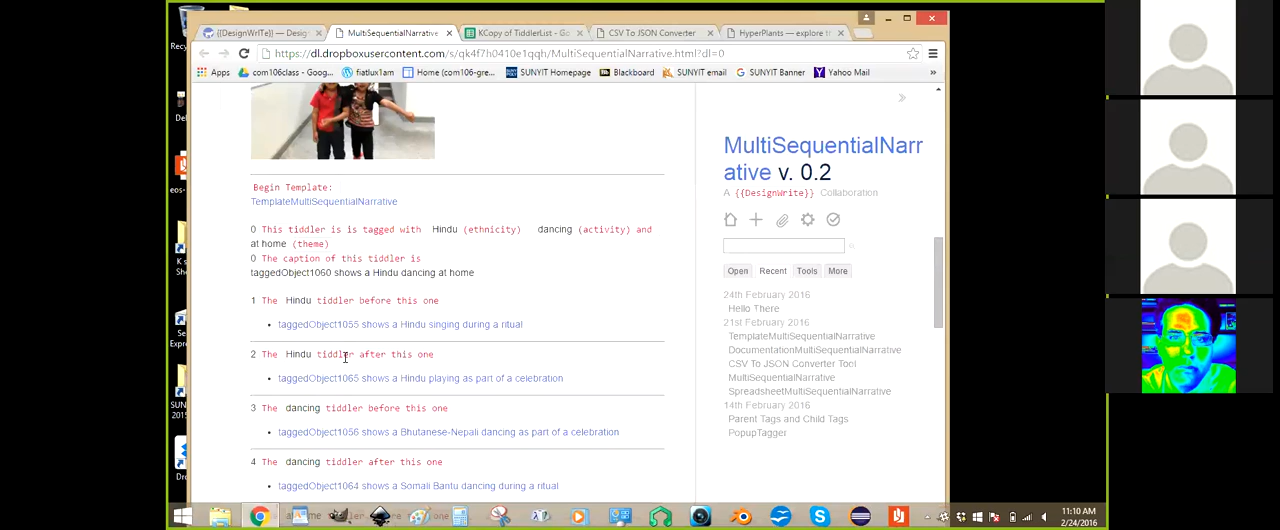 Recy
{{DesignWriTe}} — Desig
MultiSequentialNarrative
KCopy of TiddlerList - Go
CSV To JSON Converter
HyperPlants — explore t
https://dl.dropboxusercontent.com/s/qk4f7h0410e1qqh/MultiSequentialNarrative.html?dl=0
Apps
com106class - Goog...
fiatlux1am
Home (com106-gre...
SUNYIT Homepage
Blackboard
SUNYIT email
SUNYIT Banner
Yahoo Mail
»
Begin Template:
TemplateMultiSequentialNarrative
0 This tiddler is is tagged with Hindu (ethnicity) dancing (activity) and
at home (theme)
0 The caption of this tiddler is
taggedObject1060 shows a Hindu dancing at home
1 The Hindu tiddler before this one
• taggedObject1055 shows a Hindu singing during a ritual
2 The Hindu tiddler after this one
• taggedObject1065 shows a Hindu playing as part of a celebration
3 The dancing tiddler before this one
• taggedObject1056 shows a Bhutanese-Nepali dancing as part of a celebration
4 The dancing tiddler after this one
• taggedObject1064 shows a Somali Bantu dancing during a ritual
MultiSequentialNarr
ative v. 0.2
A {{DesignWrite}} Collaboration
Open
Recent
Tools
More
24th February 2016
Hello There
21st February 2016
TemplateMultiSequentialNarrative
DocumentationMultiSequentialNarrative
CSV To JSON Converter Tool
MultiSequentialNarrative
SpreadsheetMultiSequentialNarrative
14th February 2016
Parent Tags and Child Tags
PopupTagger
eos-
K s
Se
Expre
SUN
2015
Dr
11:10 AM
2/24/2016